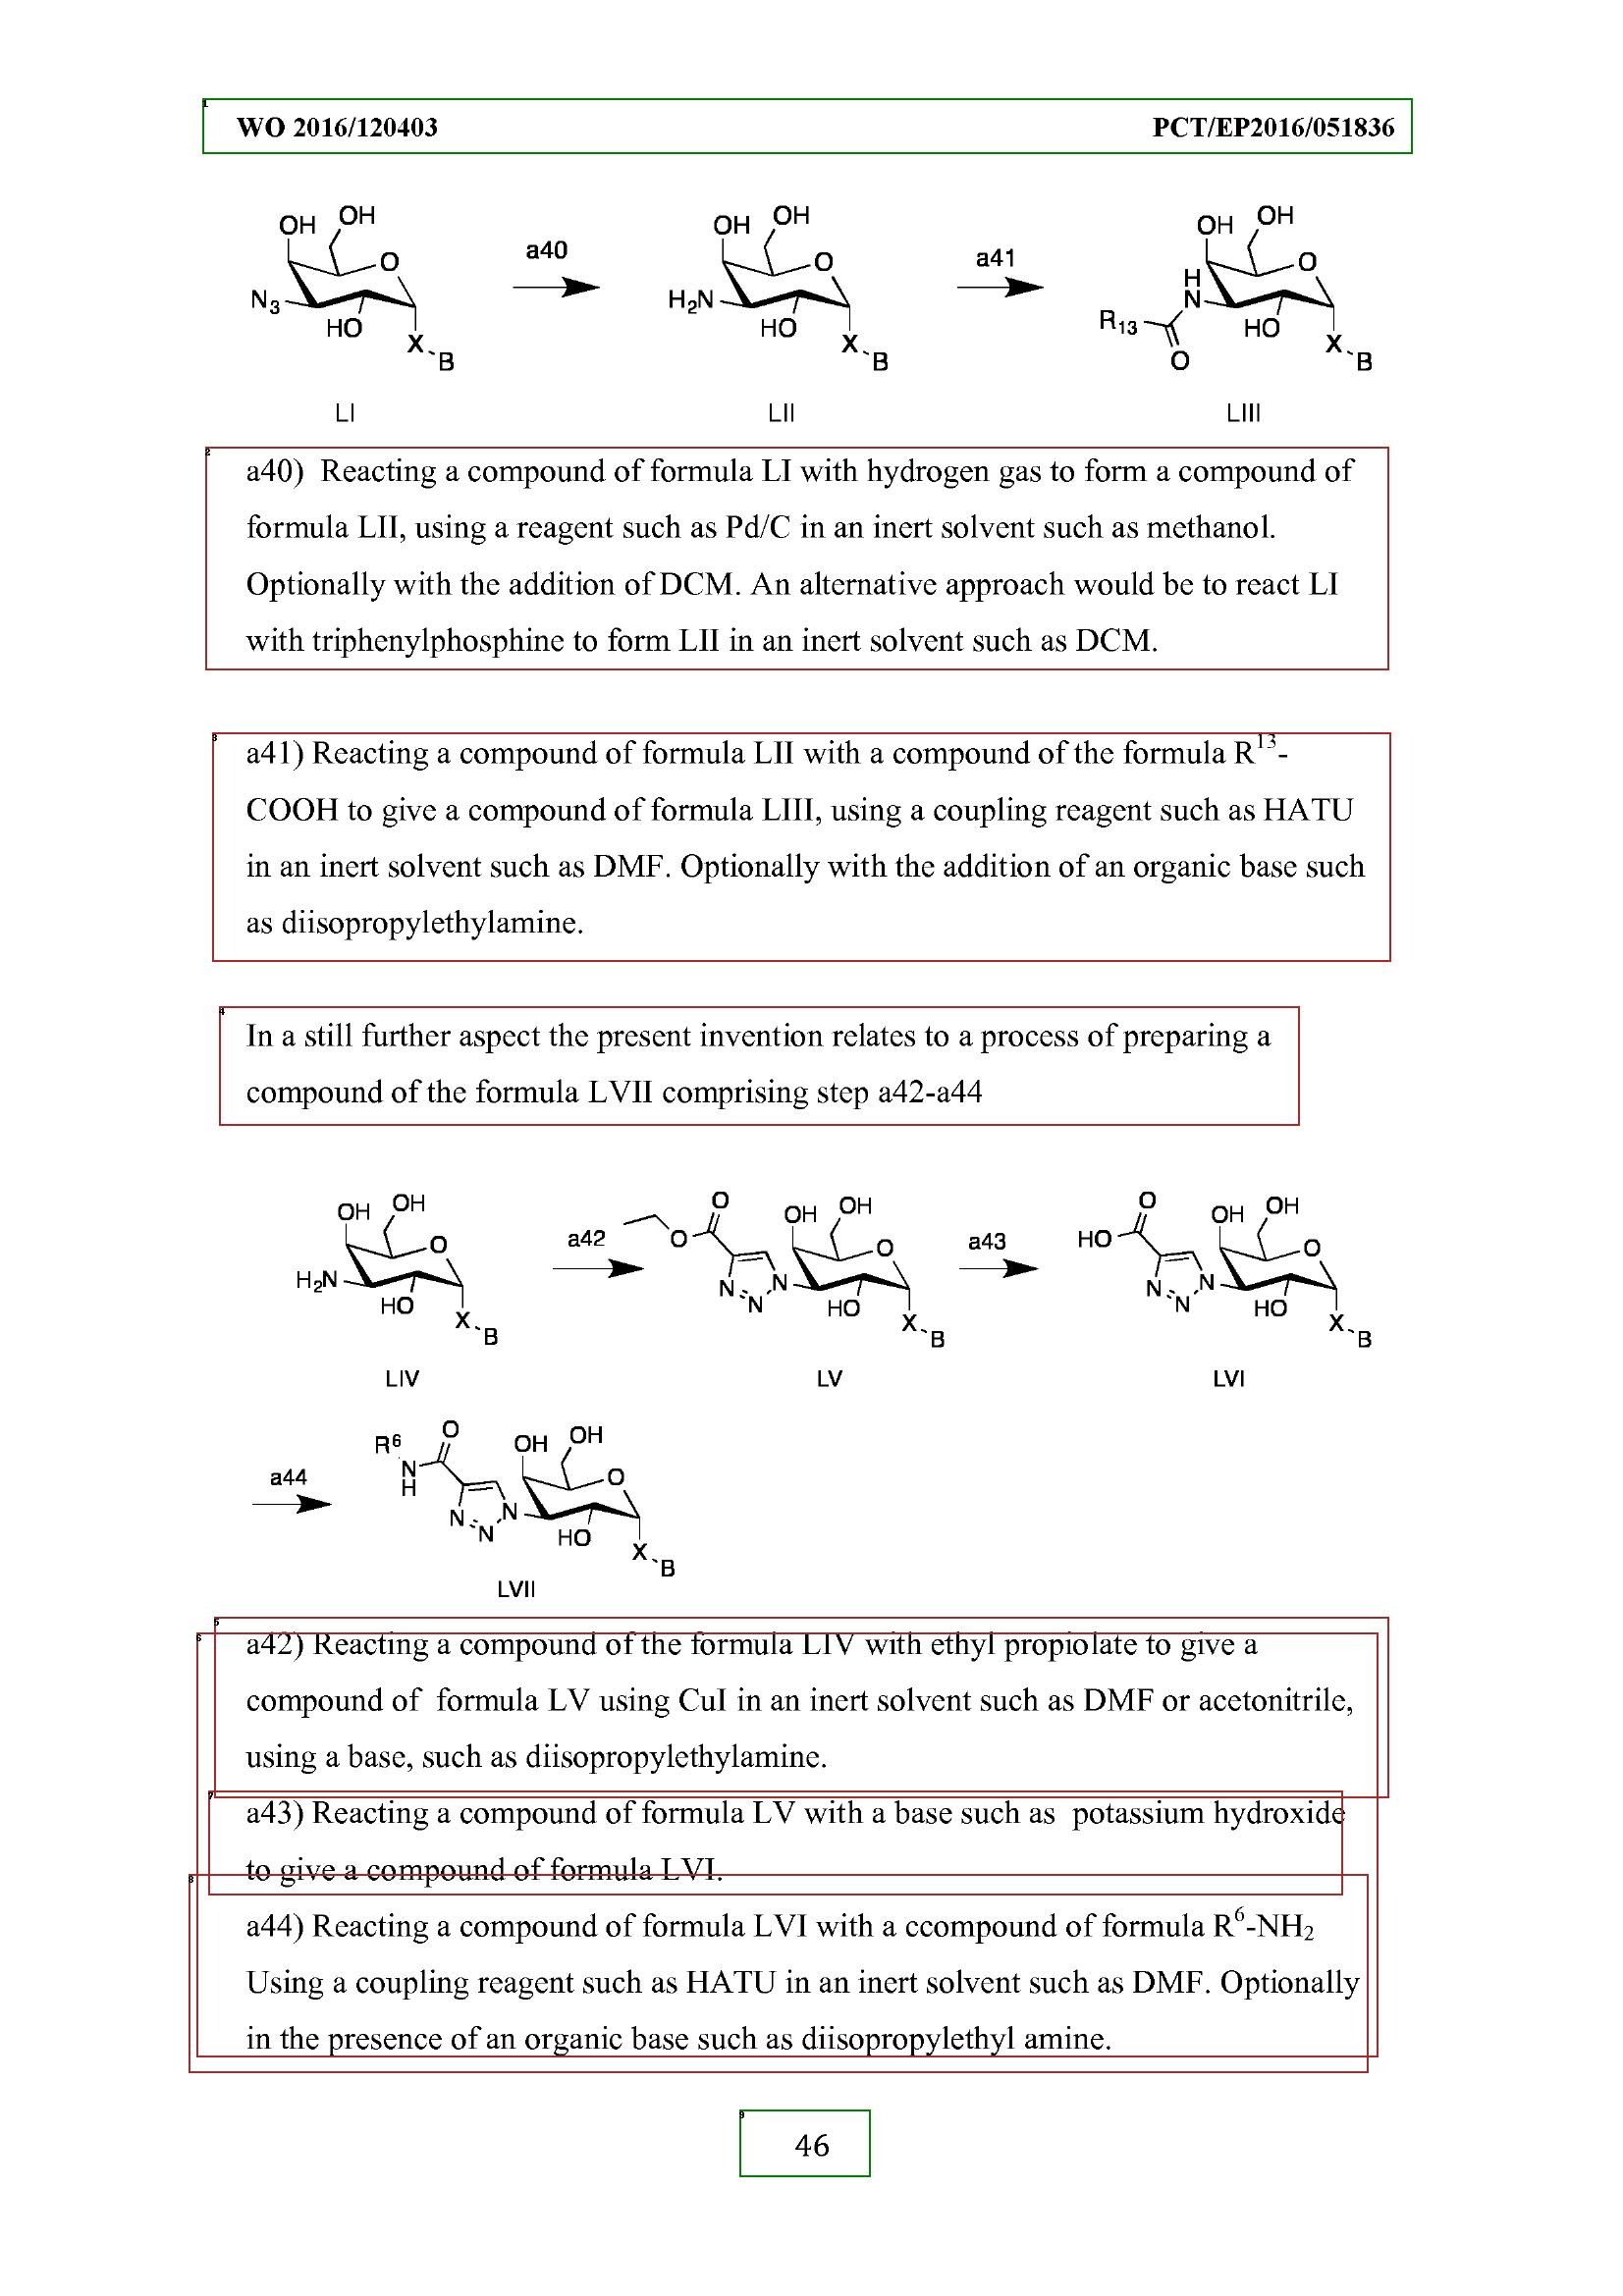 WO 2016/120403 PCT/EP2016/051836
OH OH O N3 HO X B
a40
OH OH O H2N HO X B
a41
OH OH O H N R13 O HO X B
LI LII LIII
a40) Reacting a compound of formula LI with hydrogen gas to form a compound of
formula LII, using a reagent such as Pd/C in an inert solvent such as methanol.
Optionally with the addition of DCM. An alternative approach would be to react LI
with triphenylphosphine to form LII in an inert solvent such as DCM.
a41) Reacting a compound of formula LII with a compound of the formula R13-
COOH to give a compound of formula LIII, using a coupling reagent such as HATU
in an inert solvent such as DMF. Optionally with the addition of an organic base such
as diisopropylethylamine.
In a still further aspect the present invention relates to a process of preparing a
compound of the formula LVII comprising step a42-a44
OH OH O H2N HO X B
a42
O O N N N OH OH O HO X B
a43
O HO N N N OH OH O HO X B
LIV LV LVI
a44
R6 N H O N N N OH OH O HO X B
LVII
a42) Reacting a compound of the formula LIV with ethyl propiolate to give a
compound of formula LV using CuI in an inert solvent such as DMF or acetonitrile,
using a base, such as diisopropylethylamine.
a43) Reacting a compound of formula LV with a base such as potassium hydroxide
to give a compound of formula LVI.
a44) Reacting a compound of formula LVI with a ccompound of formula R6-NH2
Using a coupling reagent such as HATU in an inert solvent such as DMF. Optionally
in the presence of an organic base such as diisopropylethyl amine.
46